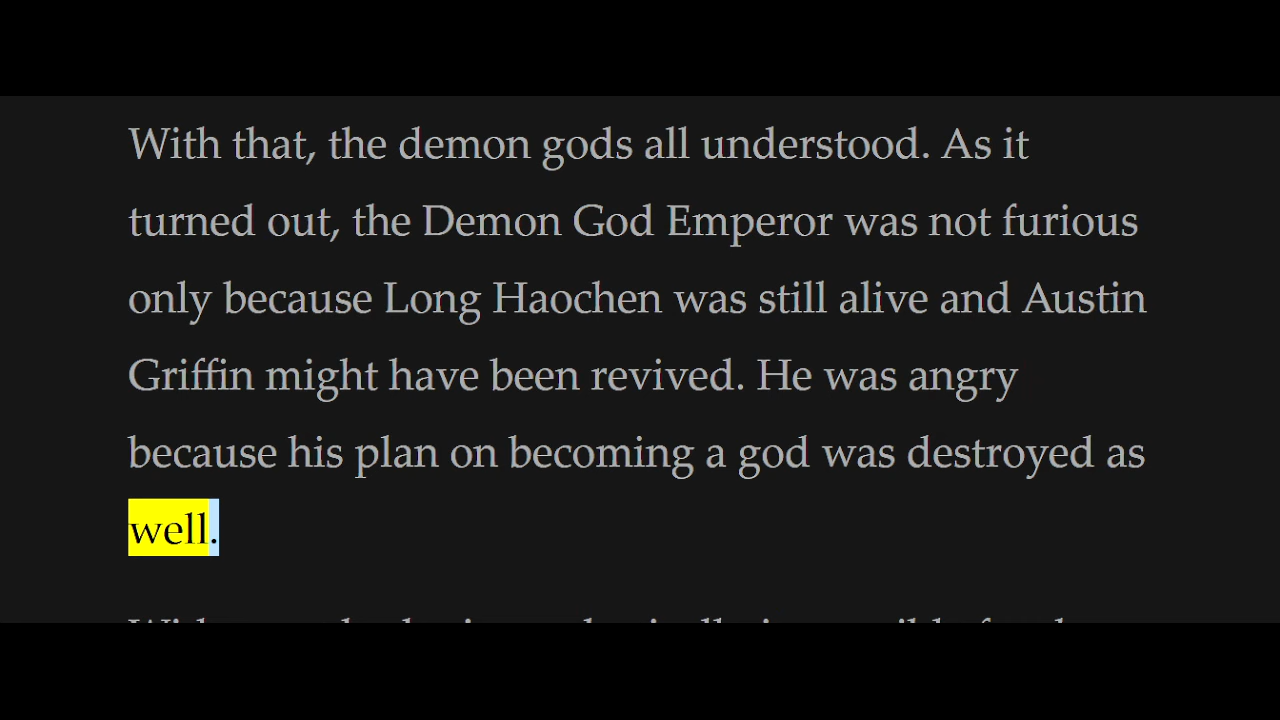 With that, the demon gods all understood. As it
turned out, the Demon God Emperor was not furious
only because Long Haochen was still alive and Austin
Griffin might have been revived. He was angry
because his plan on becoming a god was destroyed as
well.